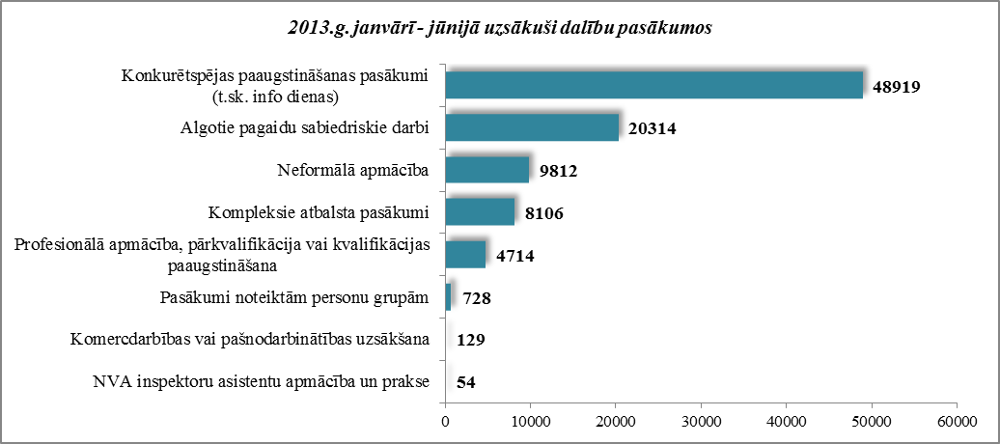 2013.g. janvārī - jūnijā uzsākuši dalību pasākumos
Konkurētspējas paaugstināšanas pasākumi
(t.sk. info dienas)
48919
Algotie pagaidu sabiedriskie darbi
20314
Neformālā apmācība
9812
Kompleksie atbalsta pasākumi
8106
Profesionālā apmācība, pārkvalifikācija vai kvalifikācijas
paaugstināšana
4714
Pasākumi noteiktām personu grupām
728
Komercdarbības vai pašnodarbinātības uzsākšana
129
NVA inspektoru asistentu apmācība un prakse
54
0 10000 20000 30000 40000 50000 60000